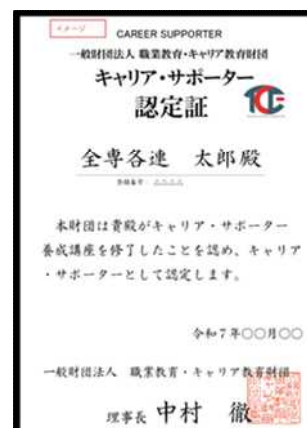 イメージ
CAREER SUPPORTER
一般財団法人 職業教育・キャリア教育財団
キャリア・サポーター
認定証
TCE
全専各連 太郎殿
登録番号:
本財団は貴殿がキャリア・サポーター
養成講座を修了したことを認め、キャリア
・サポーターとして認定します。
令和7年○○月○○
一般財団法人 職業教育・キャリア教育財団
理事長 中村 徹